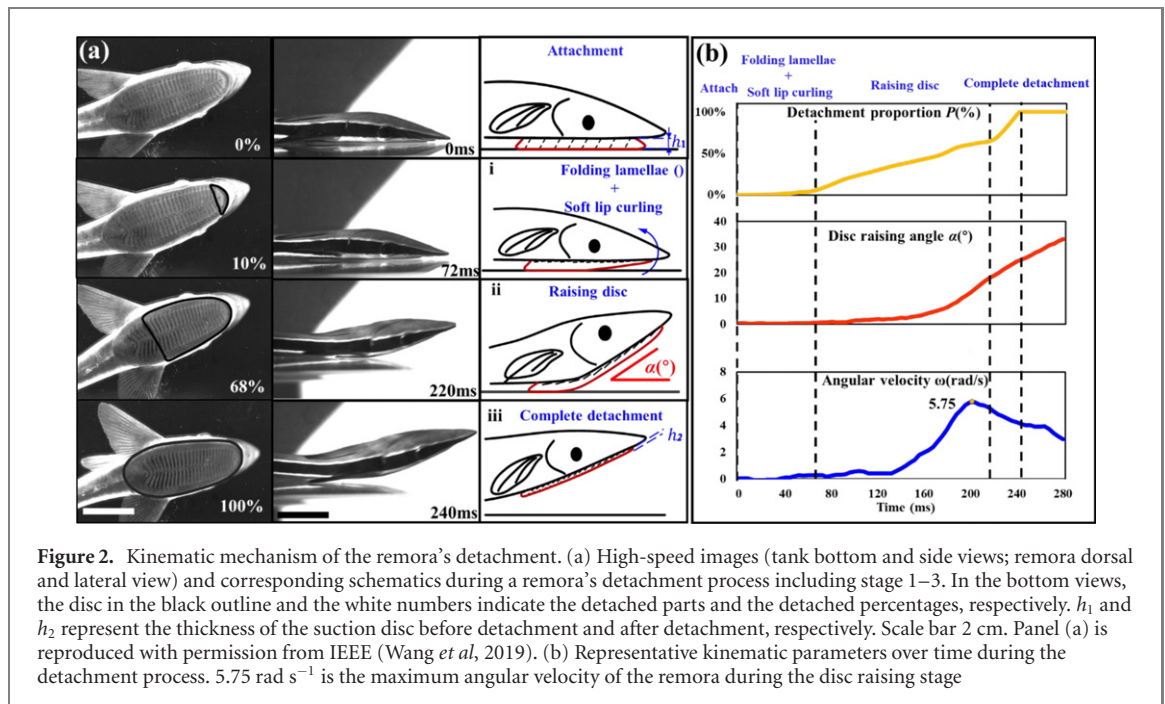 (a)
0%
0ms
Attachment
h₁
10%
72ms
i
Folding lamellae ()
+
Soft lip curling
68%
220ms
ii
Raising disc
α(°)
100%
240ms
iii
Complete detachment
h₂
(b)
Folding lamellae
+
Attach Soft lip curling Raising disc Complete detachment
Detachment proportion P(%)
100%
50%
0%
Disc raising angle α(°)
40
30
20
10
0
Angular velocity ω(rad/s)
5.75
8
6
4
2
0
0 40 80 120 160 200 240 280
Time (ms)
Figure 2. Kinematic mechanism of the remora's detachment. (a) High-speed images (tank bottom and side views; remora dorsal
and lateral view) and corresponding schematics during a remora's detachment process including stage 1–3. In the bottom views,
the disc in the black outline and the white numbers indicate the detached parts and the detached percentages, respectively. h₁ and
h₂ represent the thickness of the suction disc before detachment and after detachment, respectively. Scale bar 2 cm. Panel (a) is
reproduced with permission from IEEE (Wang et al, 2019). (b) Representative kinematic parameters over time during the
detachment process. 5.75 rad s⁻¹ is the maximum angular velocity of the remora during the disc raising stage